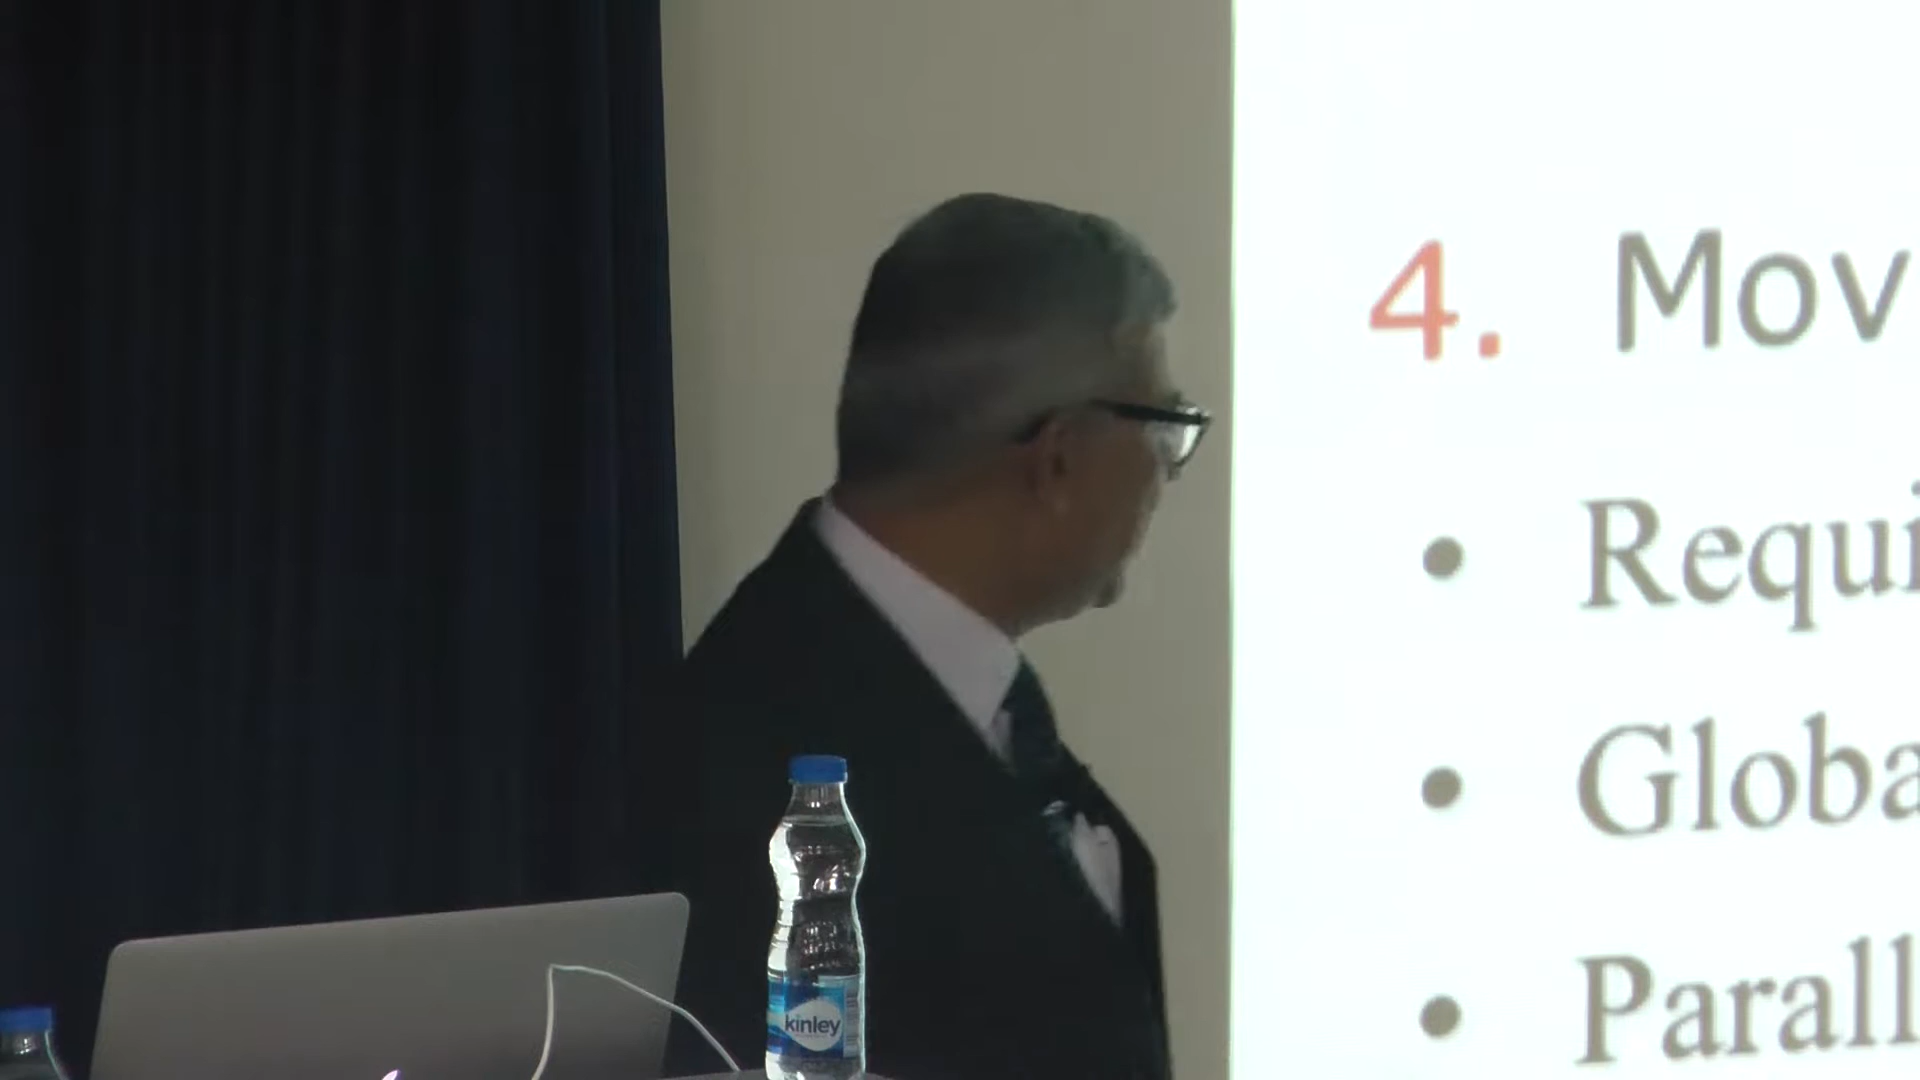 4. Mov
• Requi
• Globa
• Parall
kinley